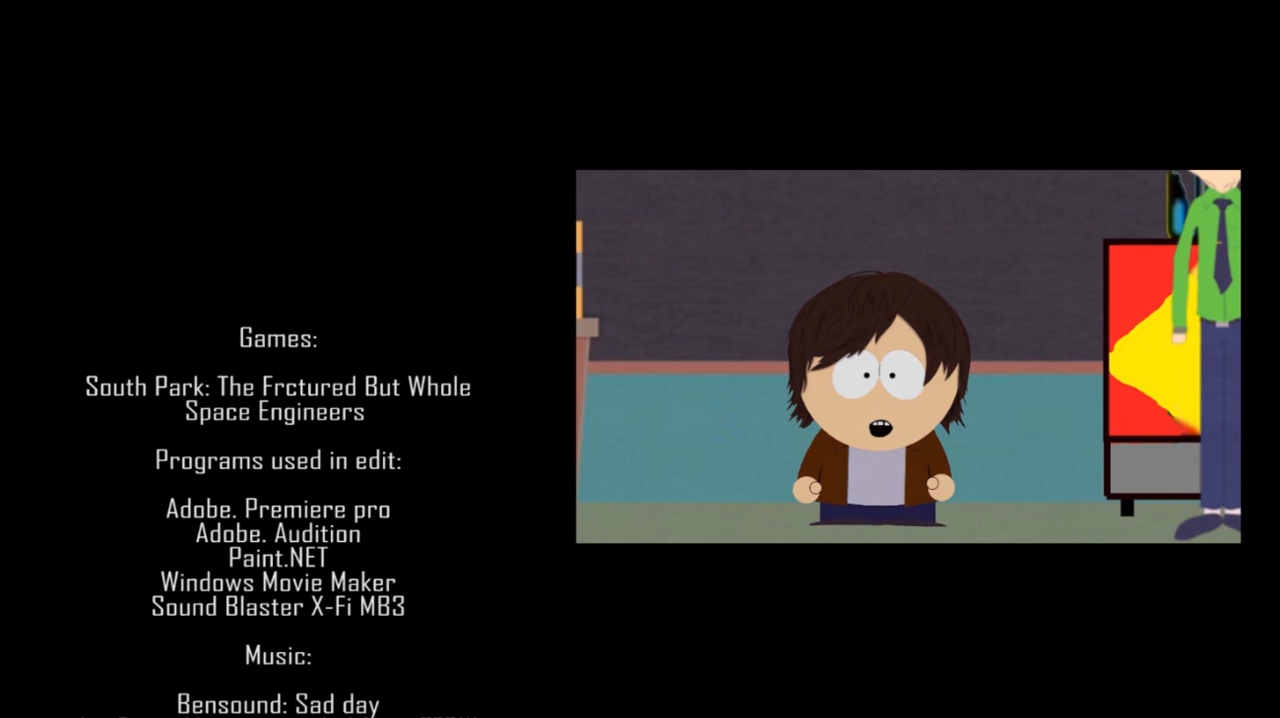 Games:
South Park: The Frctured But Whole
Space Engineers
Programs used in edit:
Adobe. Premiere pro
Adobe. Audition
Paint.NET
Windows Movie Maker
Sound Blaster X-Fi MB3
Music:
Bensound: Sad day